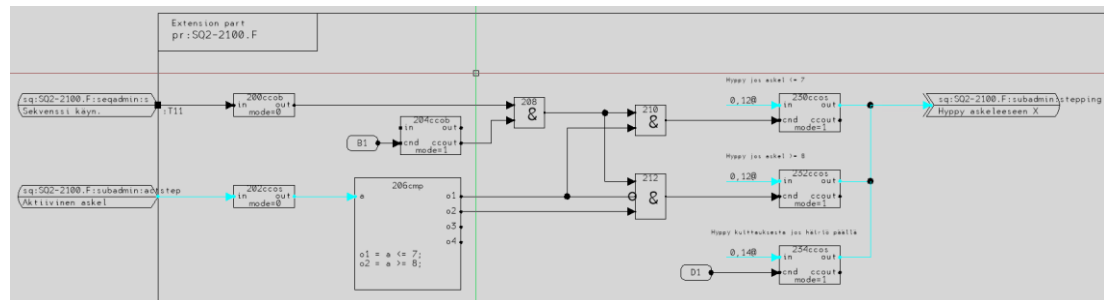 Extension part
pr:SQ2-2100.F
sq:SQ2-2100.F:seqadmin:s
Sekvenssi käyn.
:T11
200ccob
in out
mode=0
204ccob
in out
cnd ccout
mode=1
B1
208
&
210
&
Hyppy jos askel != 7
0,12@
230ccos
in out
cnd ccout
mode=1
sq:SQ2-2100.F:subadmin:stepping
Hyppy askeleeseen X
sq:SQ2-2100.F:subadmin:actstep
Aktiivinen askel
202ccos
in out
mode=0
206cmp
a
o1
o2
o3
o4
o1 = a <= 7;
o2 = a >= 8;
212
&
Hyppy jos askel != 8
0,12@
232ccos
in out
cnd ccout
mode=1
Hyppy kuittauksesta jos häiriö päällä
0,14@
234ccos
in out
cnd ccout
mode=1
D1